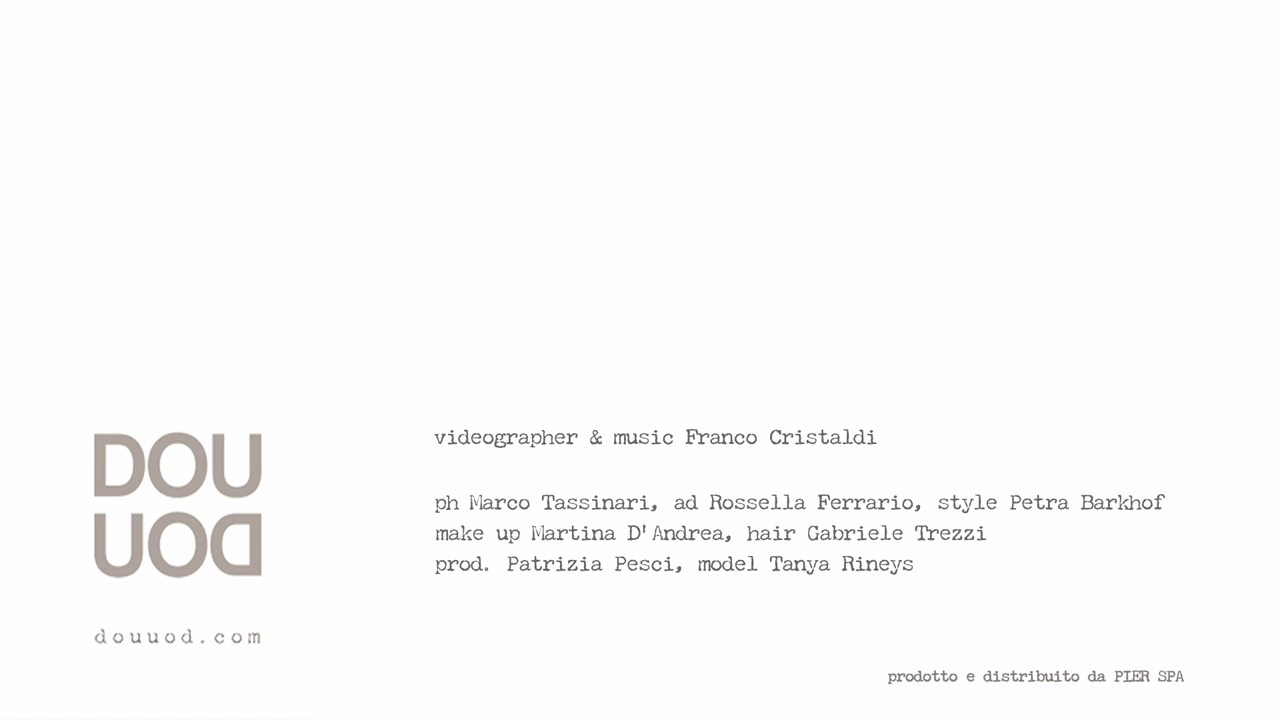 DOU
UOD
douuod.com
videographer & music Franco Cristaldi
ph Marco Tassinari, ad Rossella Ferrario, style Petra Barkhof
make up Martina D'Andrea, hair Gabriele Trezzi
prod. Patrizia Pesci, model Tanya Rineys
prodotto e distribuito da PIER SPA